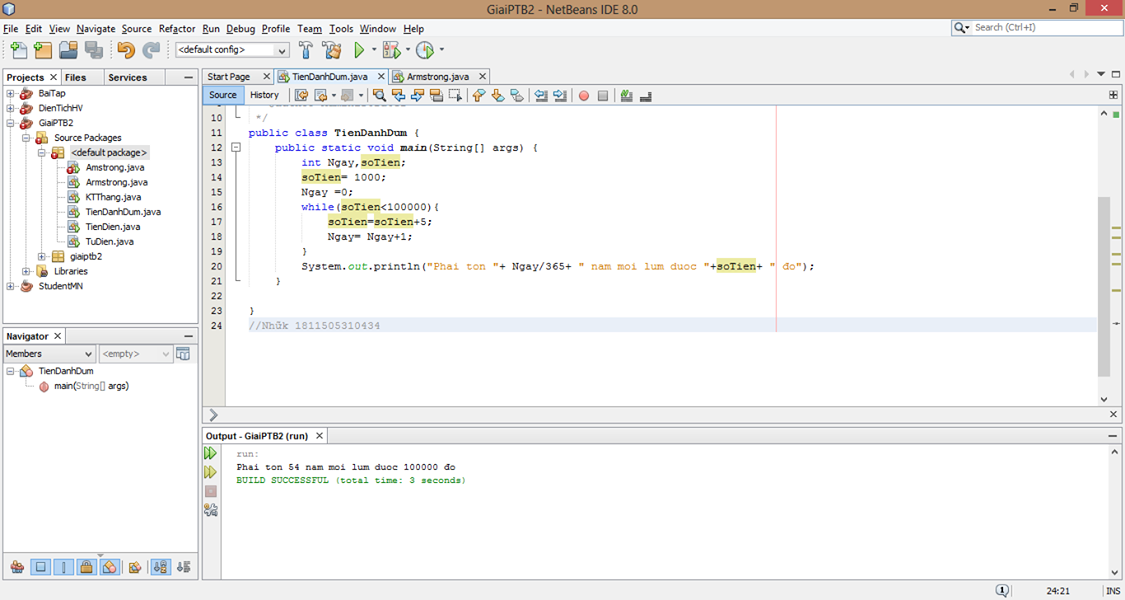 GiaiPTB2 - NetBeans IDE 8.0
File Edit View Navigate Source Refactor Run Debug Profile Team Tools Window Help
Search (Ctrl+I)
<default config>
Projects Files Services
BaiTap
DienTichHV
GiaiPTB2
Source Packages
<default package>
Amstrong.java
Armstrong.java
KTThang.java
TienDanhDum.java
TienDien.java
TuDien.java
giaiptb2
Libraries
StudentMN
Navigator
Members <empty>
TienDanhDum
main(String[] args)
Start Page TienDanhDum.java Armstrong.java
Source History
10 */
11 public class TienDanhDum {
12 public static void main(String[] args) {
13 int Ngay,soTien;
14 soTien= 1000;
15 Ngay =0;
16 while(soTien<100000){
17 soTien=soTien+5;
18 Ngay= Ngay+1;
19 }
20 System.out.println("Phai ton "+ Ngay/365+ " nam moi lum duoc "+soTien+ " đo");
21 }
22
23 }
24 //Nhũk 1811505310434
Output - GiaiPTB2 (run)
run:
Phai ton 54 nam moi lum duoc 100000 đo
BUILD SUCCESSFUL (total time: 3 seconds)
1 24:21 INS